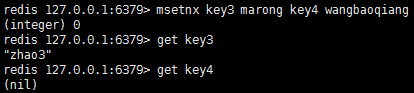 redis 127.0.0.1:6379> msetnx key3 marong key4 wangbaoqiang
(integer) 0
redis 127.0.0.1:6379> get key3
"zhao3"
redis 127.0.0.1:6379> get key4
(nil)